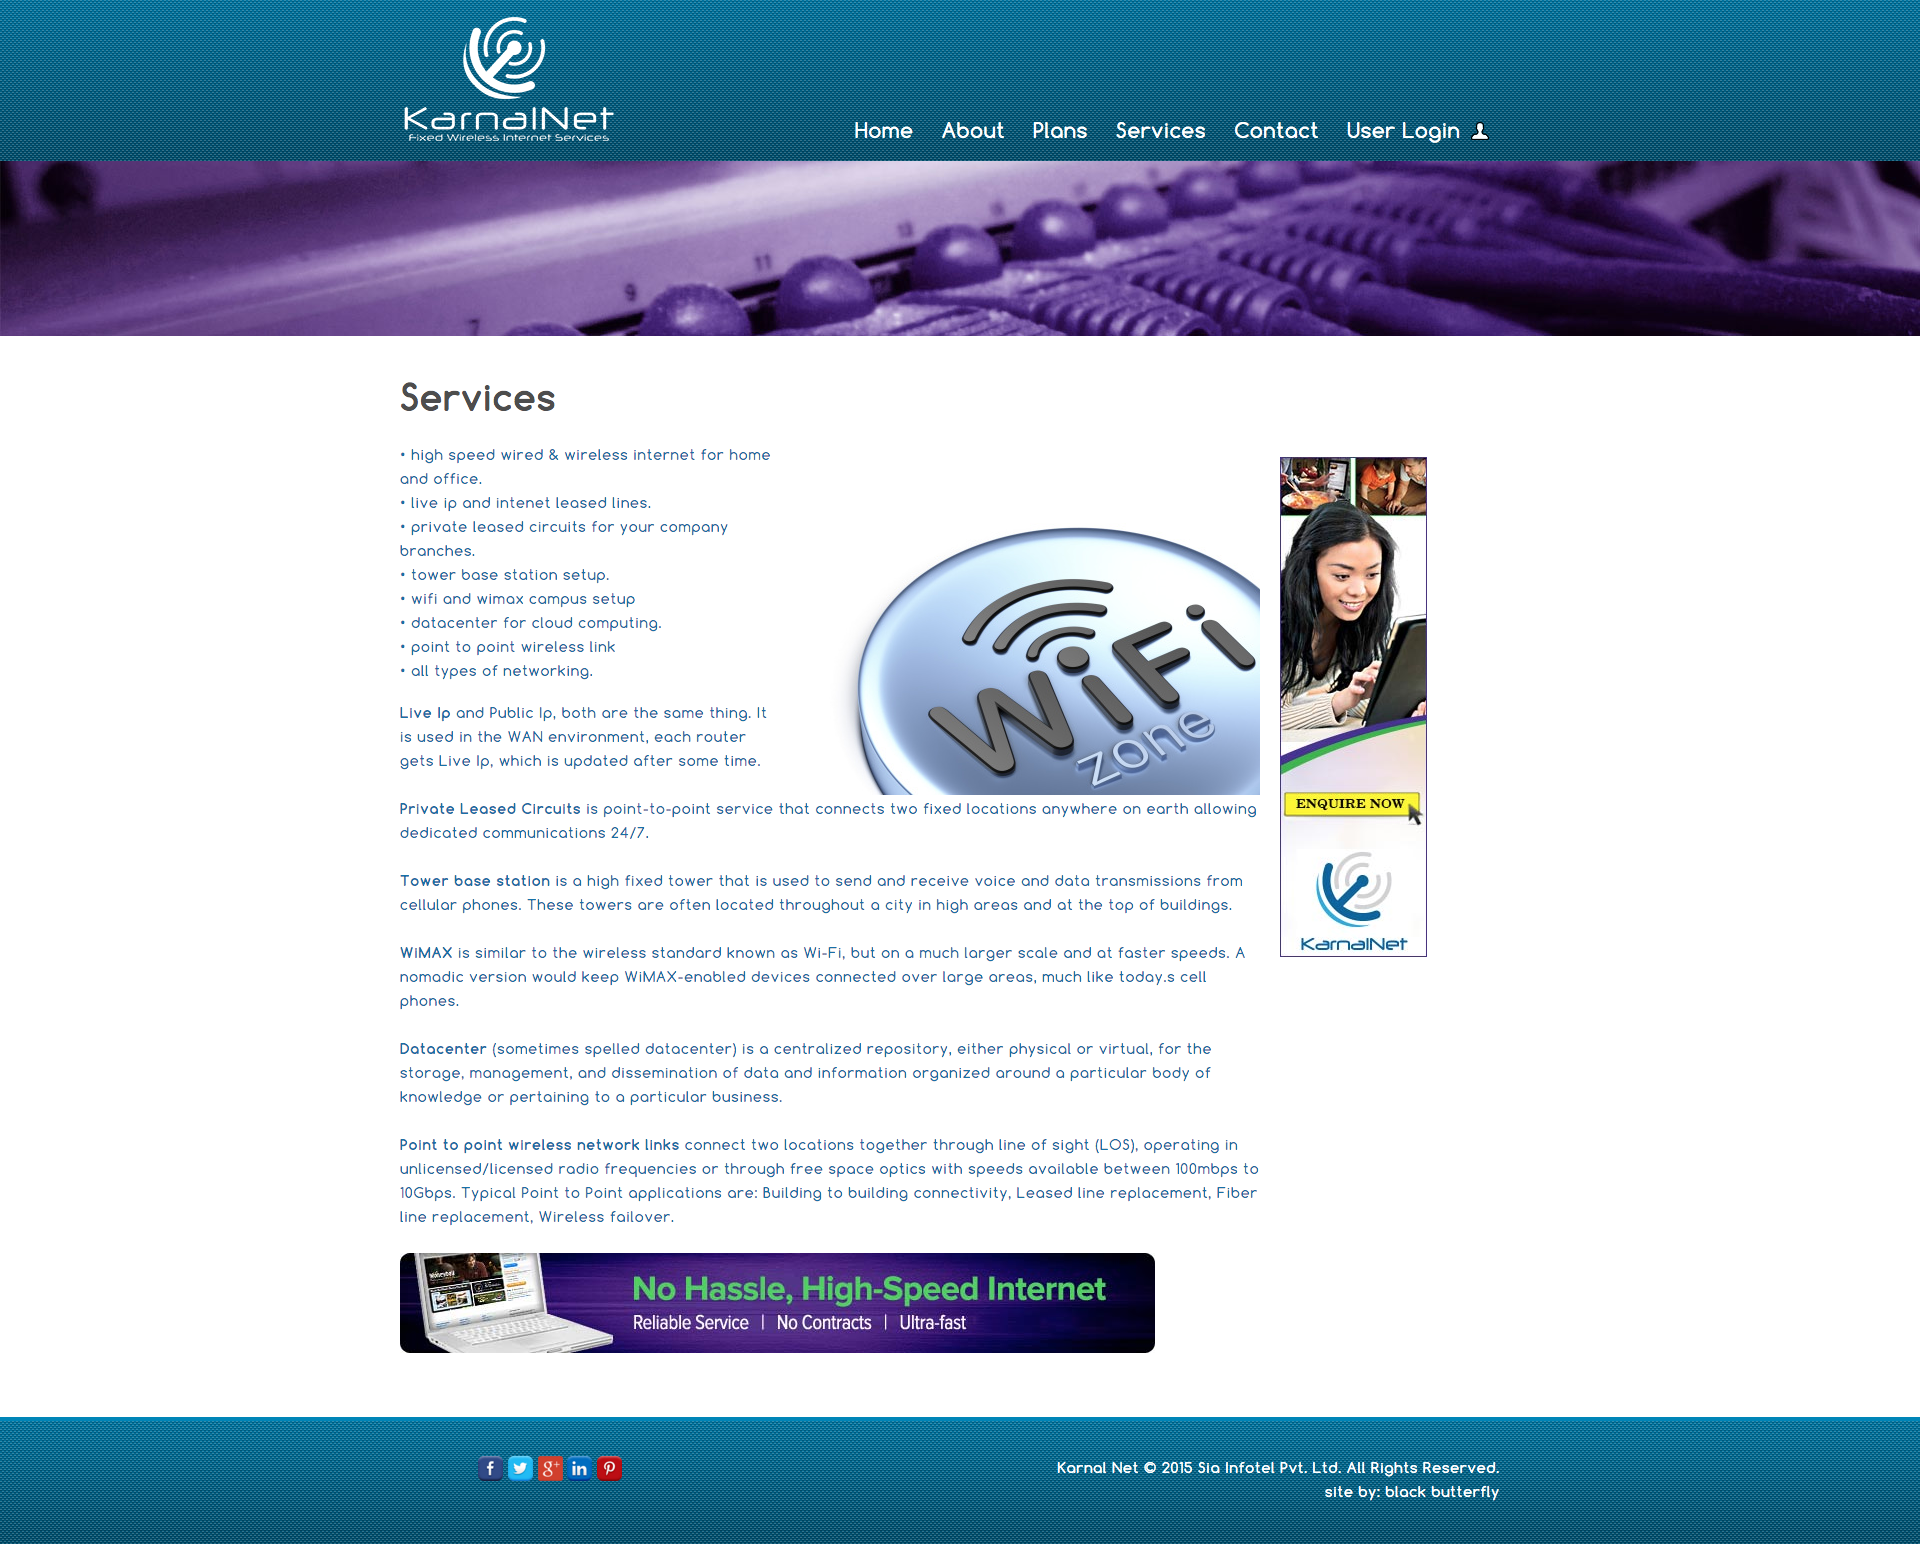 KarnalNet
Fixed Wireless Internet Services
Home About Plans Services Contact User Login
7 9 11 12 13
Services
• high speed wired & wireless internet for home
and office.
• live ip and intenet leased lines.
• private leased circuits for your company
branches.
• tower base station setup.
• wifi and wimax campus setup
• datacenter for cloud computing.
• point to point wireless link
• all types of networking.
WiFi
zone
Live Ip and Public Ip, both are the same thing. It
is used in the WAN environment, each router
gets Live Ip, which is updated after some time.
Private Leased Circuits is point-to-point service that connects two fixed locations anywhere on earth allowing
dedicated communications 24/7.
Tower base station is a high fixed tower that is used to send and receive voice and data transmissions from
cellular phones. These towers are often located throughout a city in high areas and at the top of buildings.
WiMAX is similar to the wireless standard known as Wi-Fi, but on a much larger scale and at faster speeds. A
nomadic version would keep WiMAX-enabled devices connected over large areas, much like today.s cell
phones.
Datacenter (sometimes spelled datacenter) is a centralized repository, either physical or virtual, for the
storage, management, and dissemination of data and information organized around a particular body of
knowledge or pertaining to a particular business.
Point to point wireless network links connect two locations together through line of sight (LOS), operating in
unlicensed/licensed radio frequencies or through free space optics with speeds available between 100mbps to
10Gbps. Typical Point to Point applications are: Building to building connectivity, Leased line replacement, Fiber
line replacement, Wireless failover.
ENQUIRE NOW
KarnalNet
Moneyball
No Hassle, High-Speed Internet
Reliable Service | No Contracts | Ultra-fast
Karnal Net © 2015 Sia Infotel Pvt. Ltd. All Rights Reserved.
site by: black butterfly